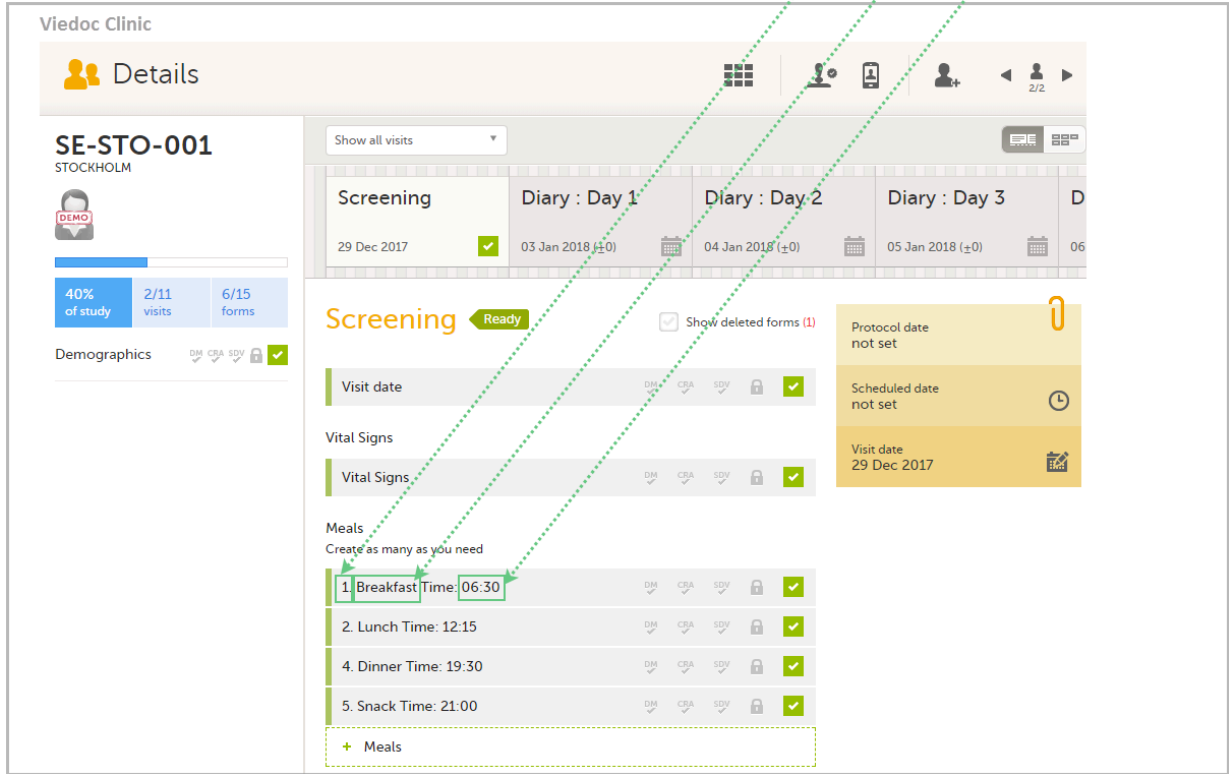 Viedoc Clinic
Details
2/2
SE-STO-001
STOCKHOLM
DEMO
40% of study
2/11 visits
6/15 forms
Demographics DM CRA SDV
Show all visits
Screening
29 Dec 2017
Diary : Day 1
03 Jan 2018 (±0)
Diary : Day 2
04 Jan 2018 (±0)
Diary : Day 3
05 Jan 2018 (±0)
D
06
Screening Ready
Show deleted forms (1)
Visit date DM CRA SDV
Vital Signs
Vital Signs DM CRA SDV
Meals
Create as many as you need
1. Breakfast Time: 06:30 DM CRA SDV
2. Lunch Time: 12:15 DM CRA SDV
4. Dinner Time: 19:30 DM CRA SDV
5. Snack Time: 21:00 DM CRA SDV
+ Meals
Protocol date
not set
Scheduled date
not set
Visit date
29 Dec 2017